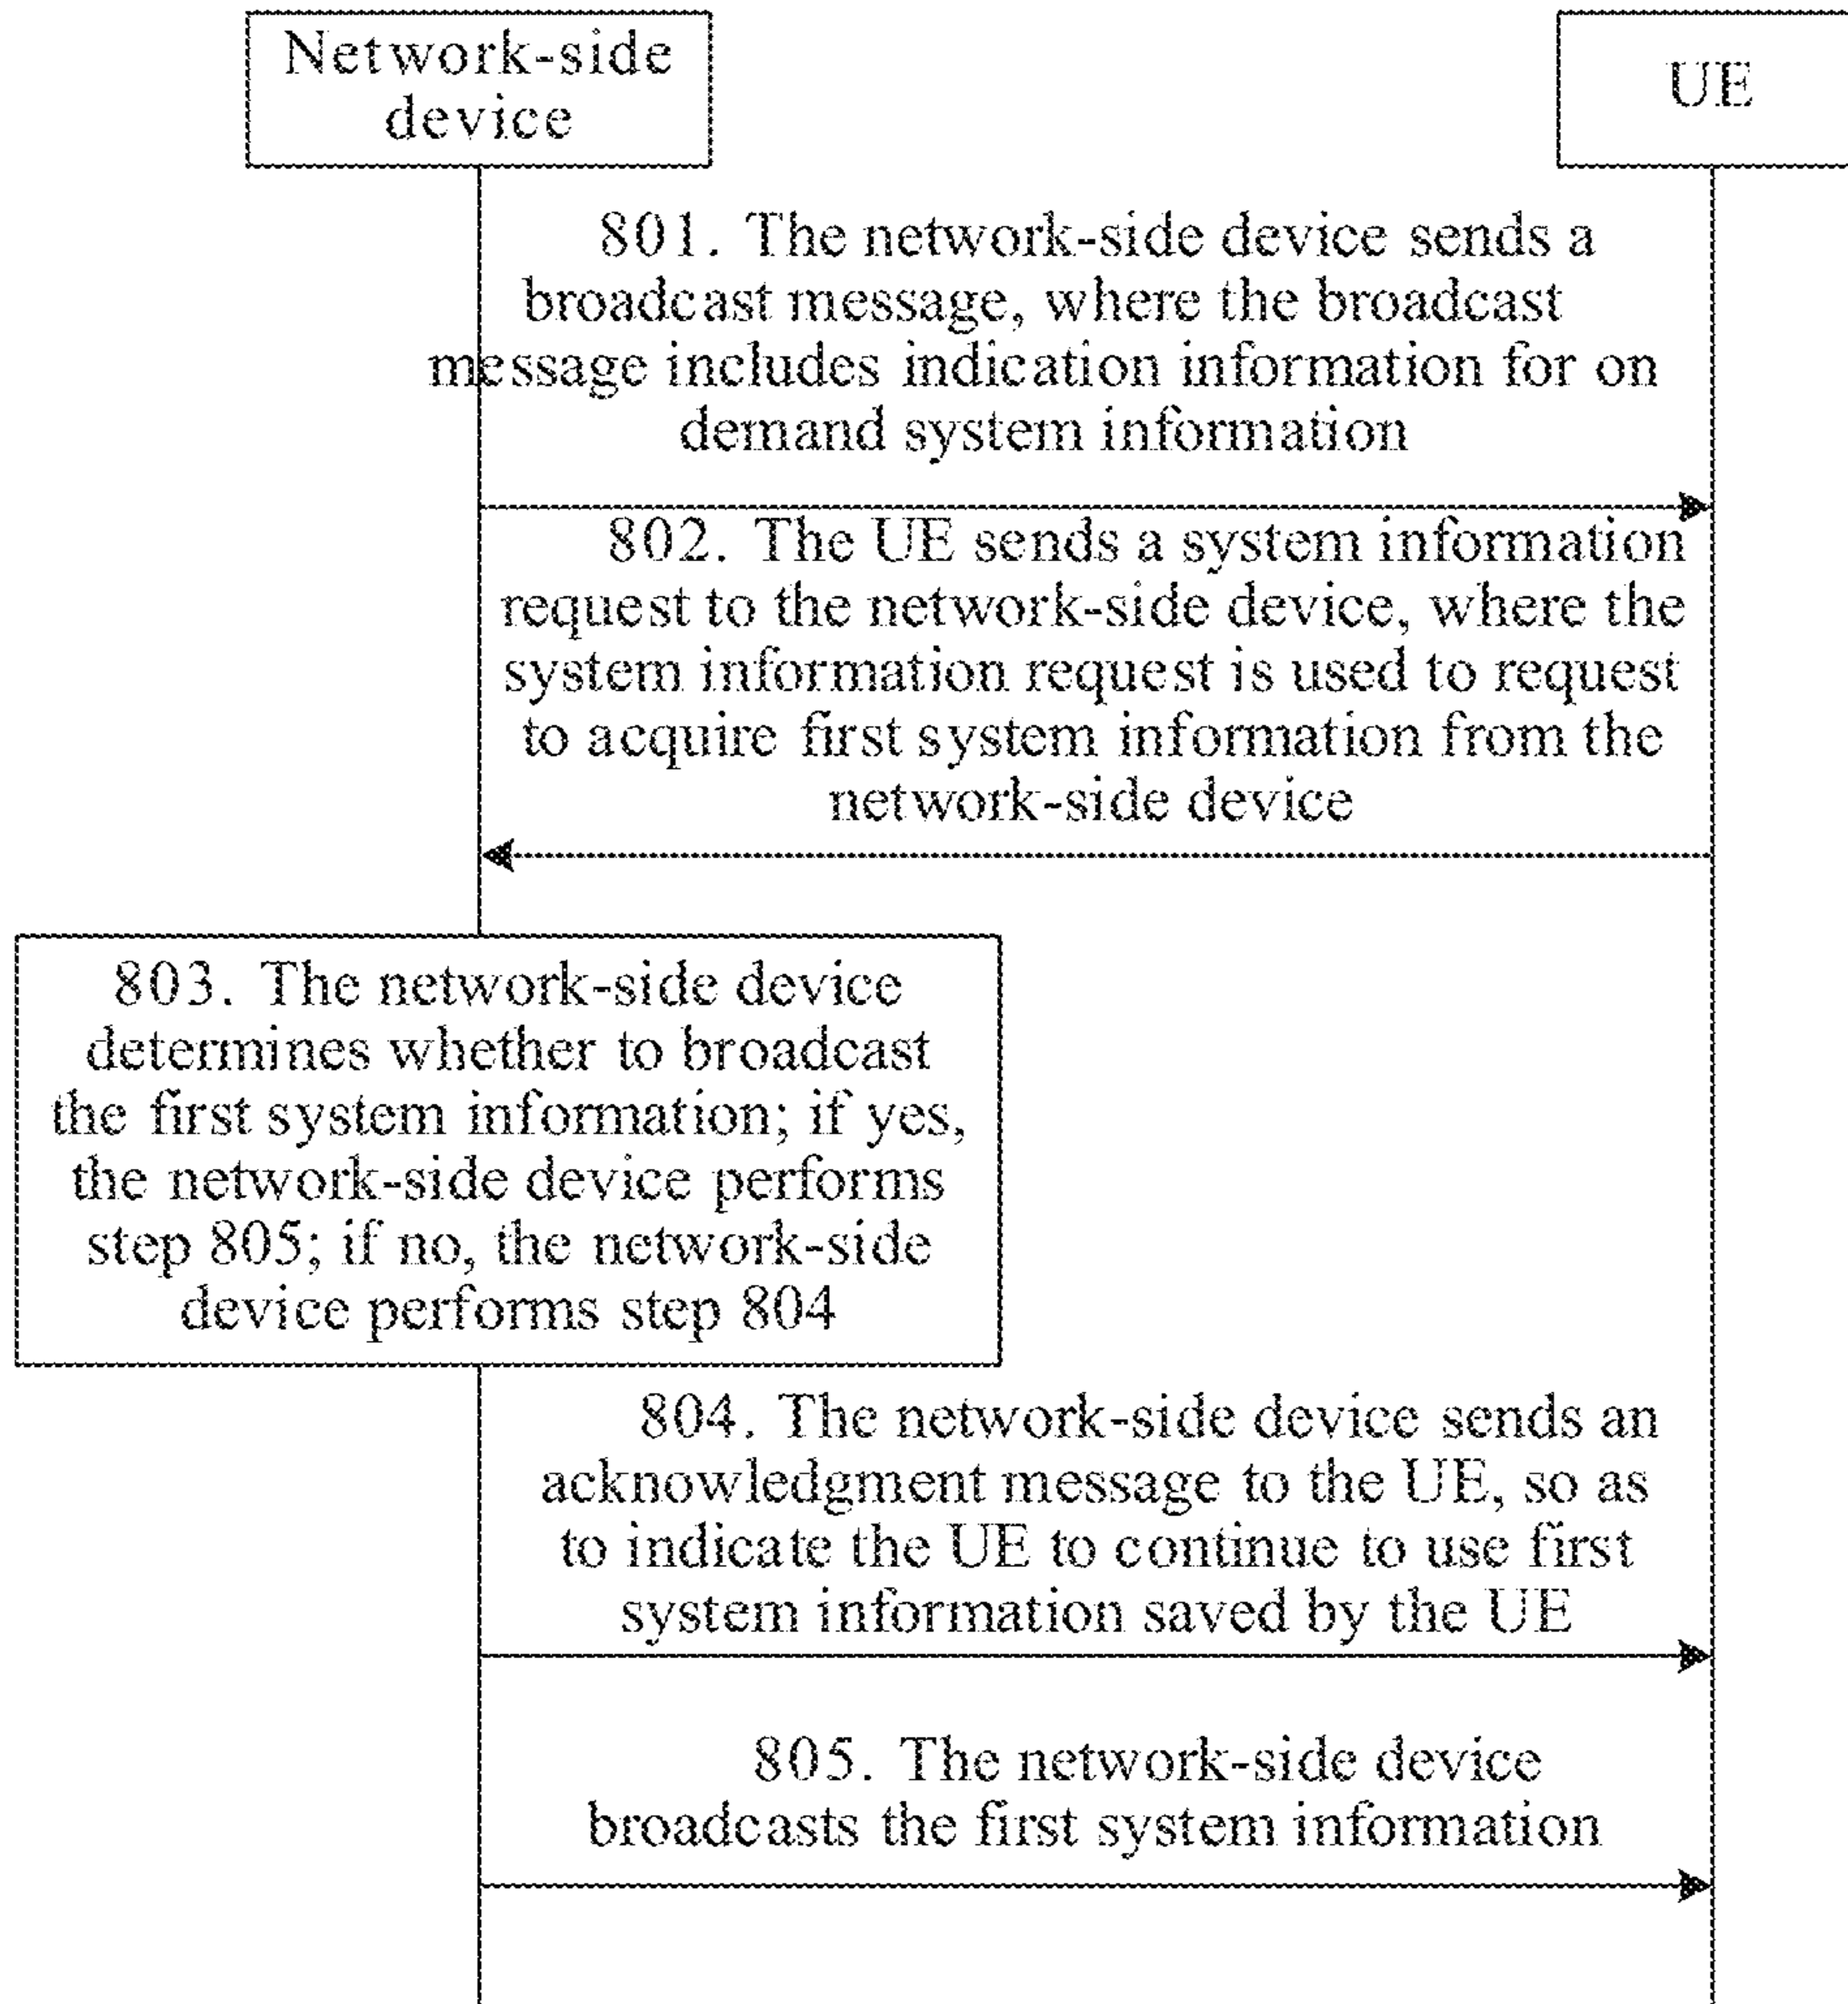 Network-side
device
UE
801. The network-side device sends a
broadcast message, where the broadcast
message includes indication information for on
demand system information
802. The UE sends a system information
request to the network-side device, where the
system information request is used to request
to acquire first system information from the
network-side device
803. The network-side device
determines whether to broadcast
the first system information; if yes,
the network-side device performs
step 805; if no, the network-side
device performs step 804
804. The network-side device sends an
acknowledgment message to the UE, so as
to indicate the UE to continue to use first
system information saved by the UE
805. The network-side device
broadcasts the first system information